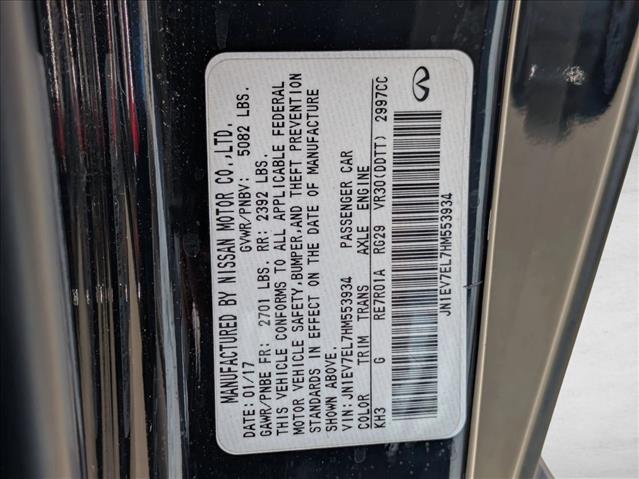 MANUFACTURED BY NISSAN MOTOR CO.,LTD.
DATE: 01/17 GVWR/PNBV: 5082 LBS.
GAWR/PNBE FR: 2701 LBS. RR: 2392 LBS.
THIS VEHICLE CONFORMS TO ALL APPLICABLE FEDERAL
MOTOR VEHICLE SAFETY,BUMPER,AND THEFT PREVENTION
STANDARDS IN EFFECT ON THE DATE OF MANUFACTURE
SHOWN ABOVE.
VIN: JN1EV7EL7HM553934 PASSENGER CAR
COLOR TRIM TRANS AXLE ENGINE
KH3 G RE7R01A RG29 VR30(DDTT) 2997CC
JN1EV7EL7HM553934